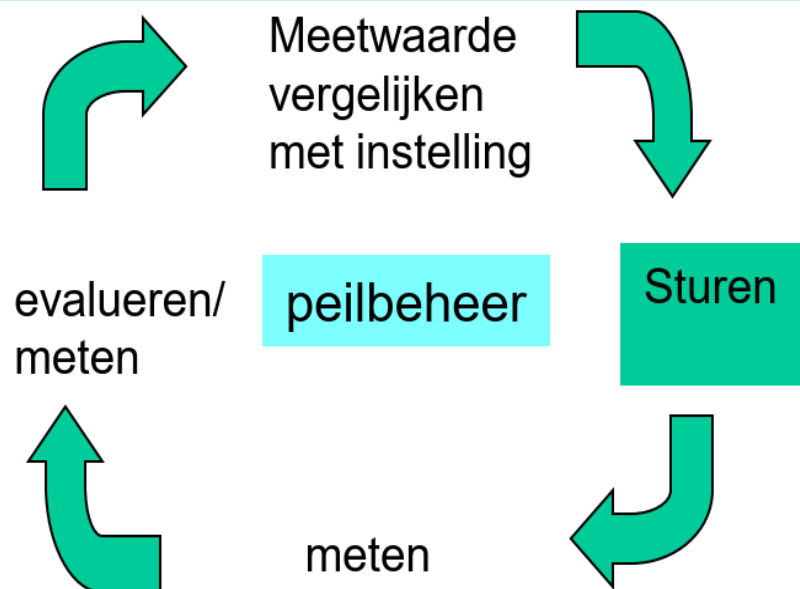 Meetwaarde
vergelijken
met instelling
Sturen
peilbeheer
evalueren/
meten
meten